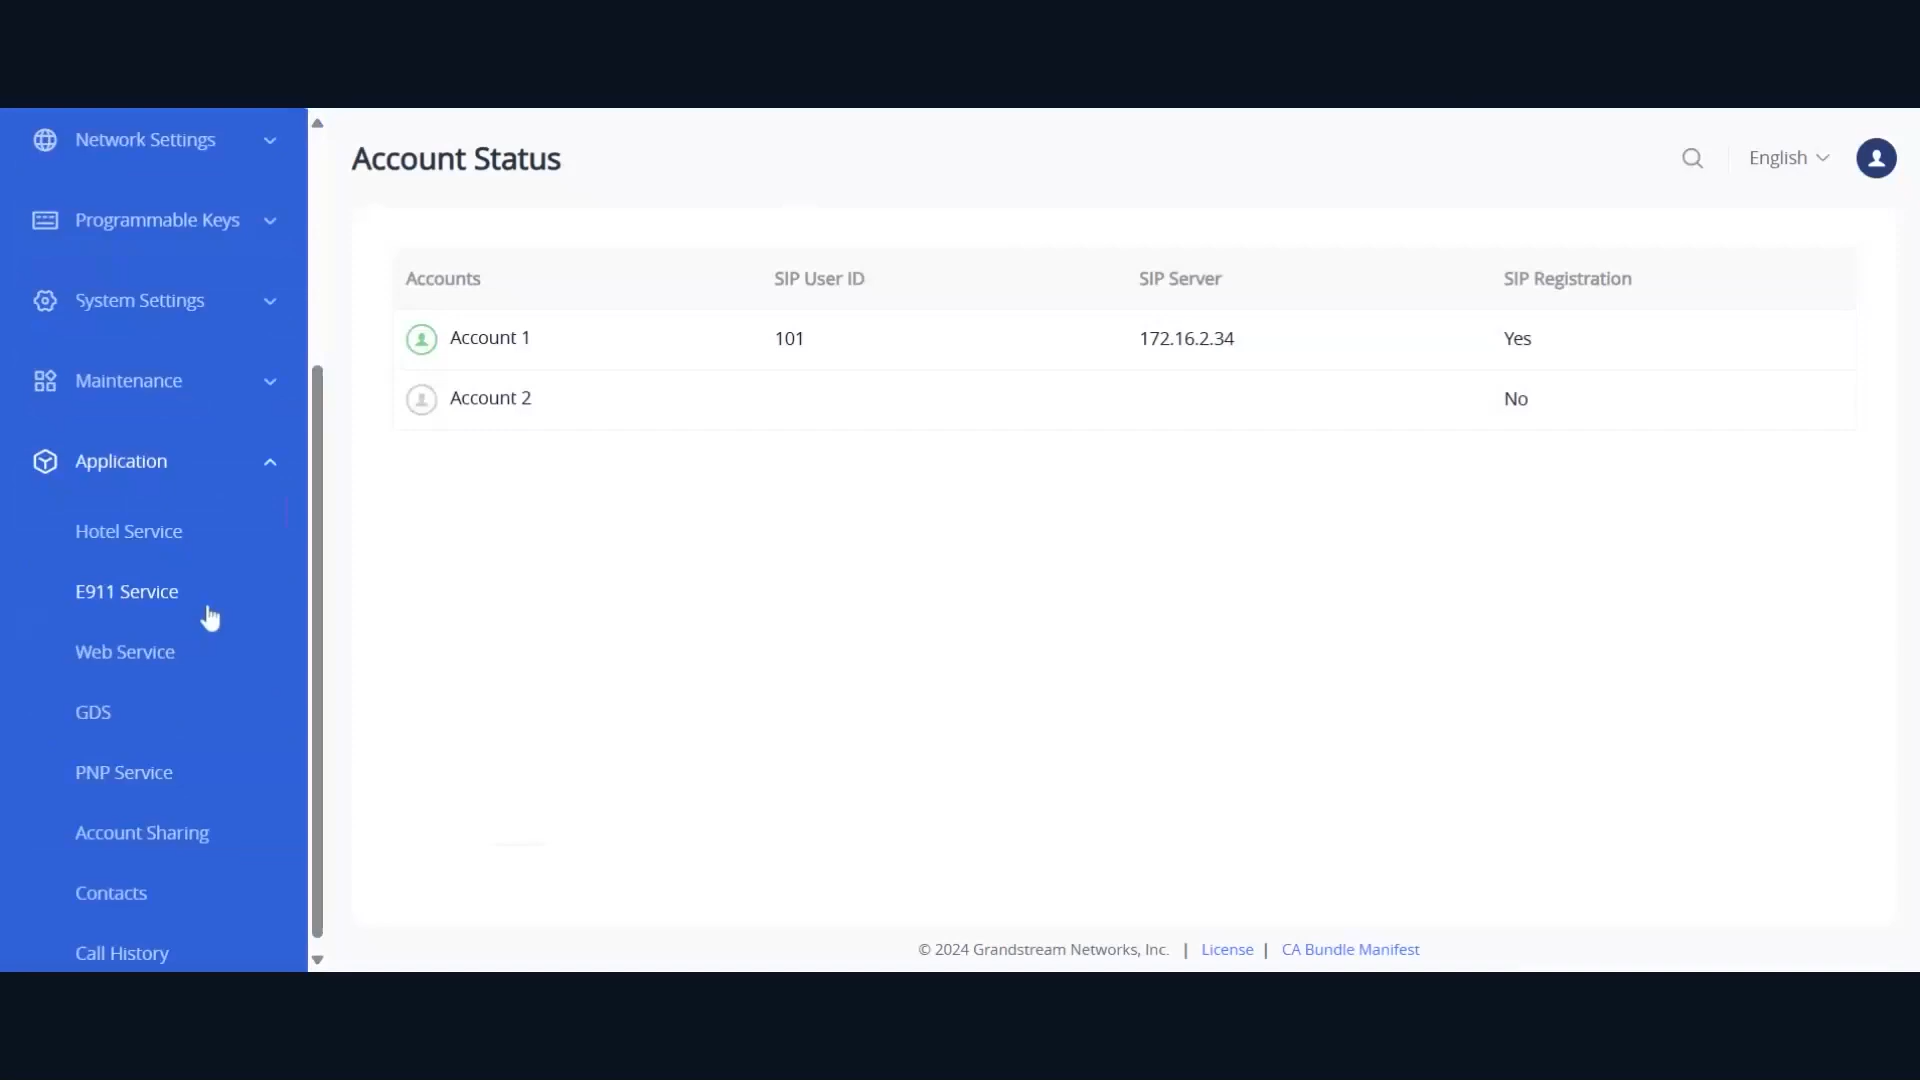 Network Settings
Programmable Keys
System Settings
Maintenance
Application
Hotel Service
E911 Service
Web Service
GDS
PNP Service
Account Sharing
Contacts
Call History
Account Status
English
Accounts SIP User ID SIP Server SIP Registration
Account 1 101 172.16.2.34 Yes
Account 2 No
© 2024 Grandstream Networks, Inc. | License | CA Bundle Manifest